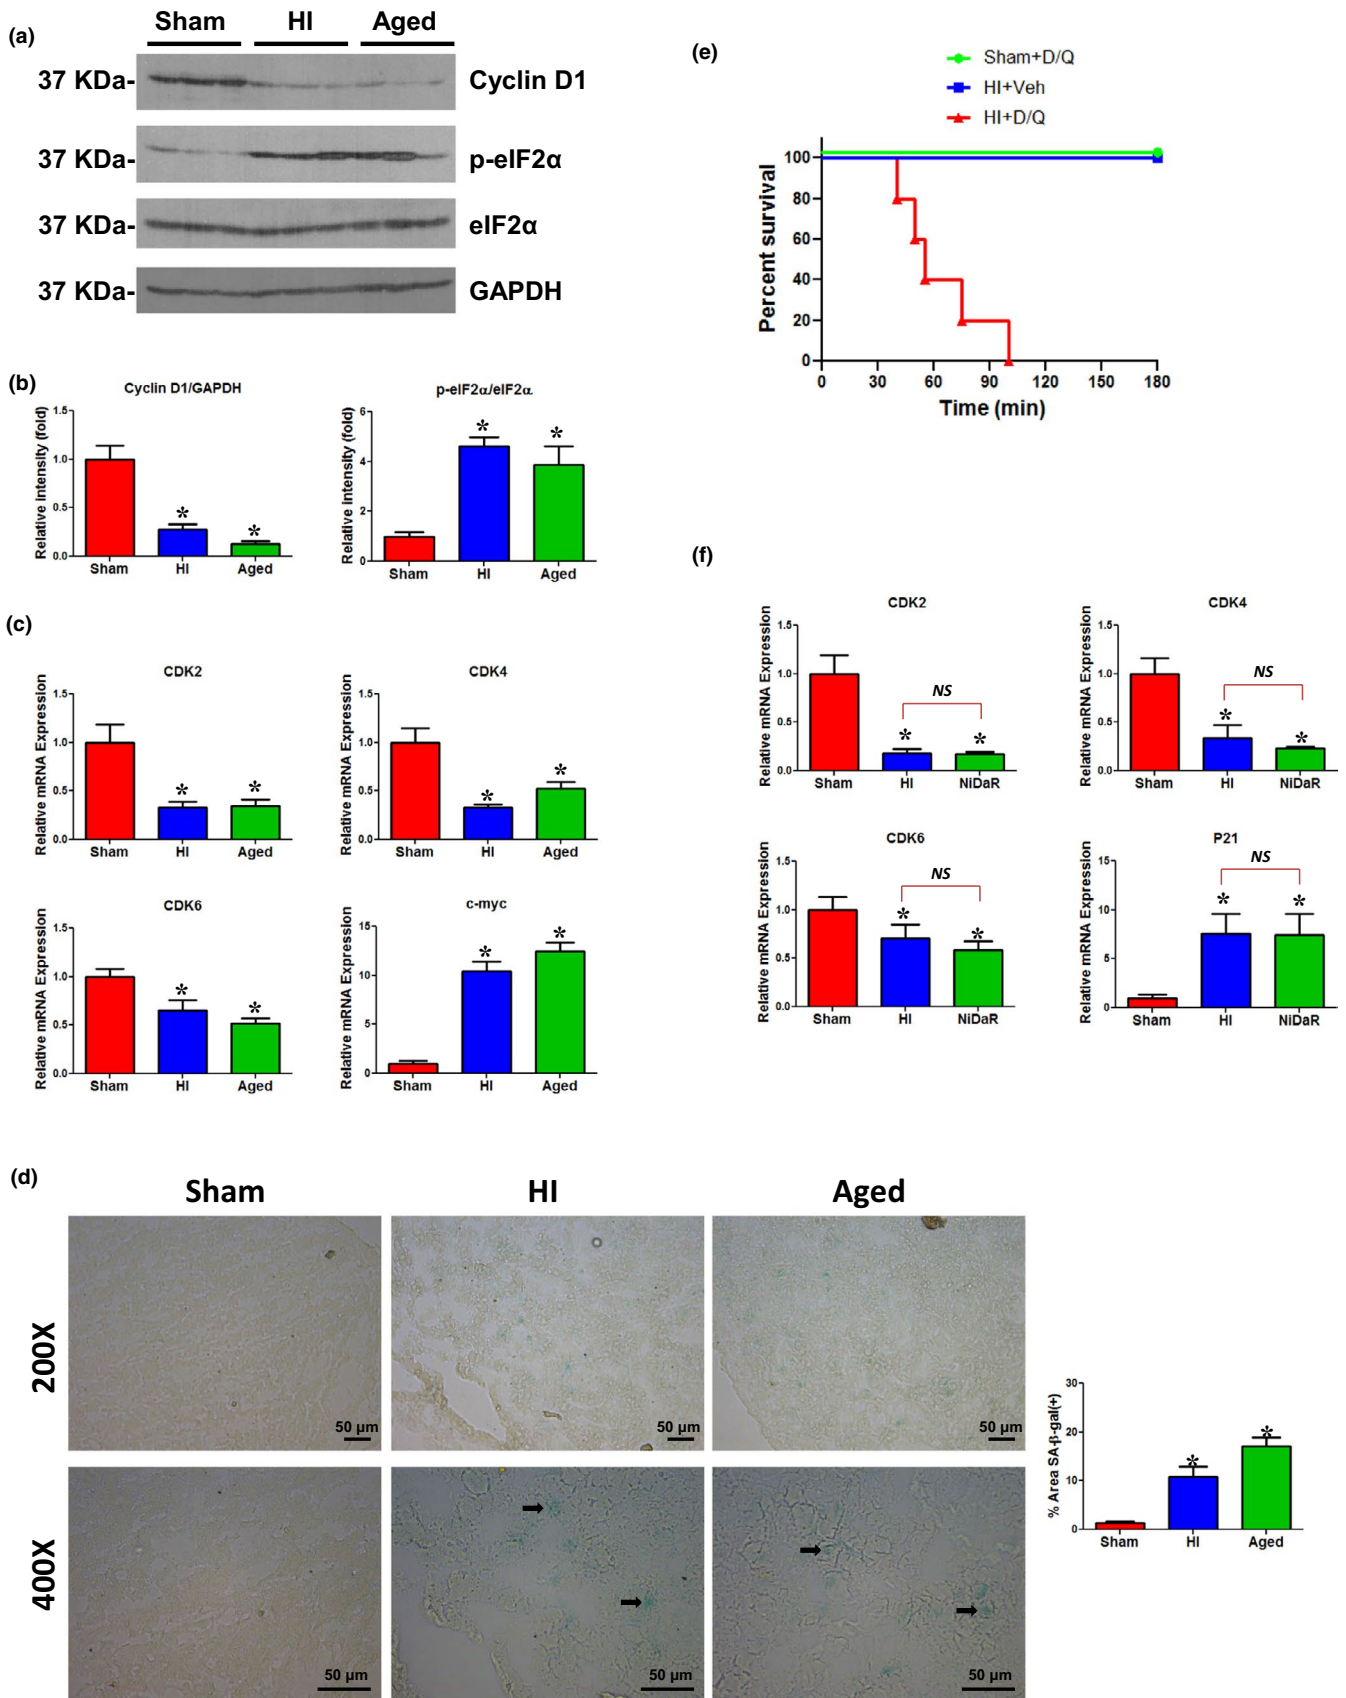 (a)
Sham HI Aged
37 KDa- Cyclin D1
37 KDa- p-eIF2α
37 KDa- eIF2α
37 KDa- GAPDH
(b)
Cyclin D1/GAPDH
Relative intensity (fold)
1.5
1.0
0.5
0.0
Sham HI Aged
* *
p-eIF2α/eIF2α
Relative intensity (fold)
6
4
2
0
Sham HI Aged
* *
(c)
CDK2
Relative mRNA Expression
1.5
1.0
0.5
0.0
Sham HI Aged
* *
CDK4
Relative mRNA Expression
1.5
1.0
0.5
0.0
Sham HI Aged
* *
CDK6
Relative mRNA Expression
1.5
1.0
0.5
0.0
Sham HI Aged
* *
c-myc
Relative mRNA Expression
15
10
5
0
Sham HI Aged
* *
(d)
Sham HI Aged
200X
50 µm 50 µm 50 µm
400X
50 µm 50 µm 50 µm
% Area SA-β-gal(+)
30
20
10
0
Sham HI Aged
* *
(e)
Sham+D/Q
HI+Veh
HI+D/Q
Percent survival
100
80
60
40
20
0
0 30 60 90 120 150 180
Time (min)
(f)
CDK2
Relative mRNA Expression
1.5
1.0
0.5
0.0
Sham HI NiDaR
NS
* *
CDK4
Relative mRNA Expression
1.5
1.0
0.5
0.0
Sham HI NiDaR
NS
* *
CDK6
Relative mRNA Expression
1.5
1.0
0.5
0.0
Sham HI NiDaR
NS
* *
P21
Relative mRNA Expression
15
10
5
0
Sham HI NiDaR
NS
* *